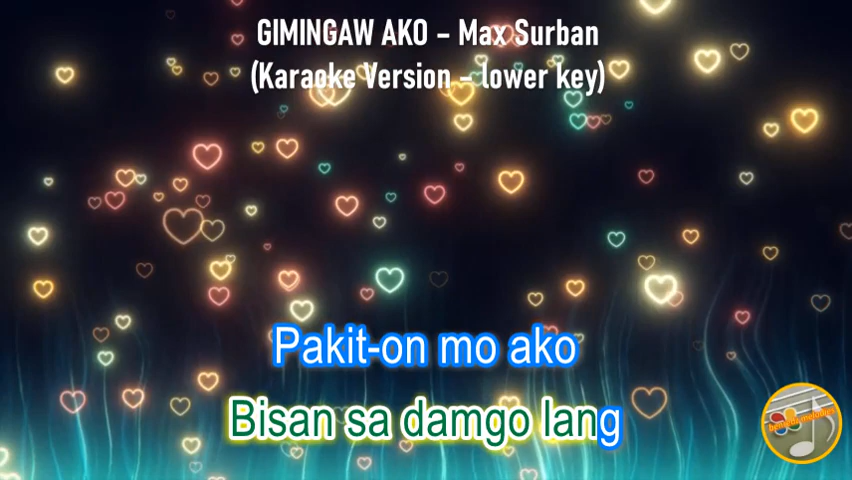 GIMINGAW AKO – Max Surban
(Karaoke Version – lower key)
Pakit-on mo ako
Bisan sa damgo lang